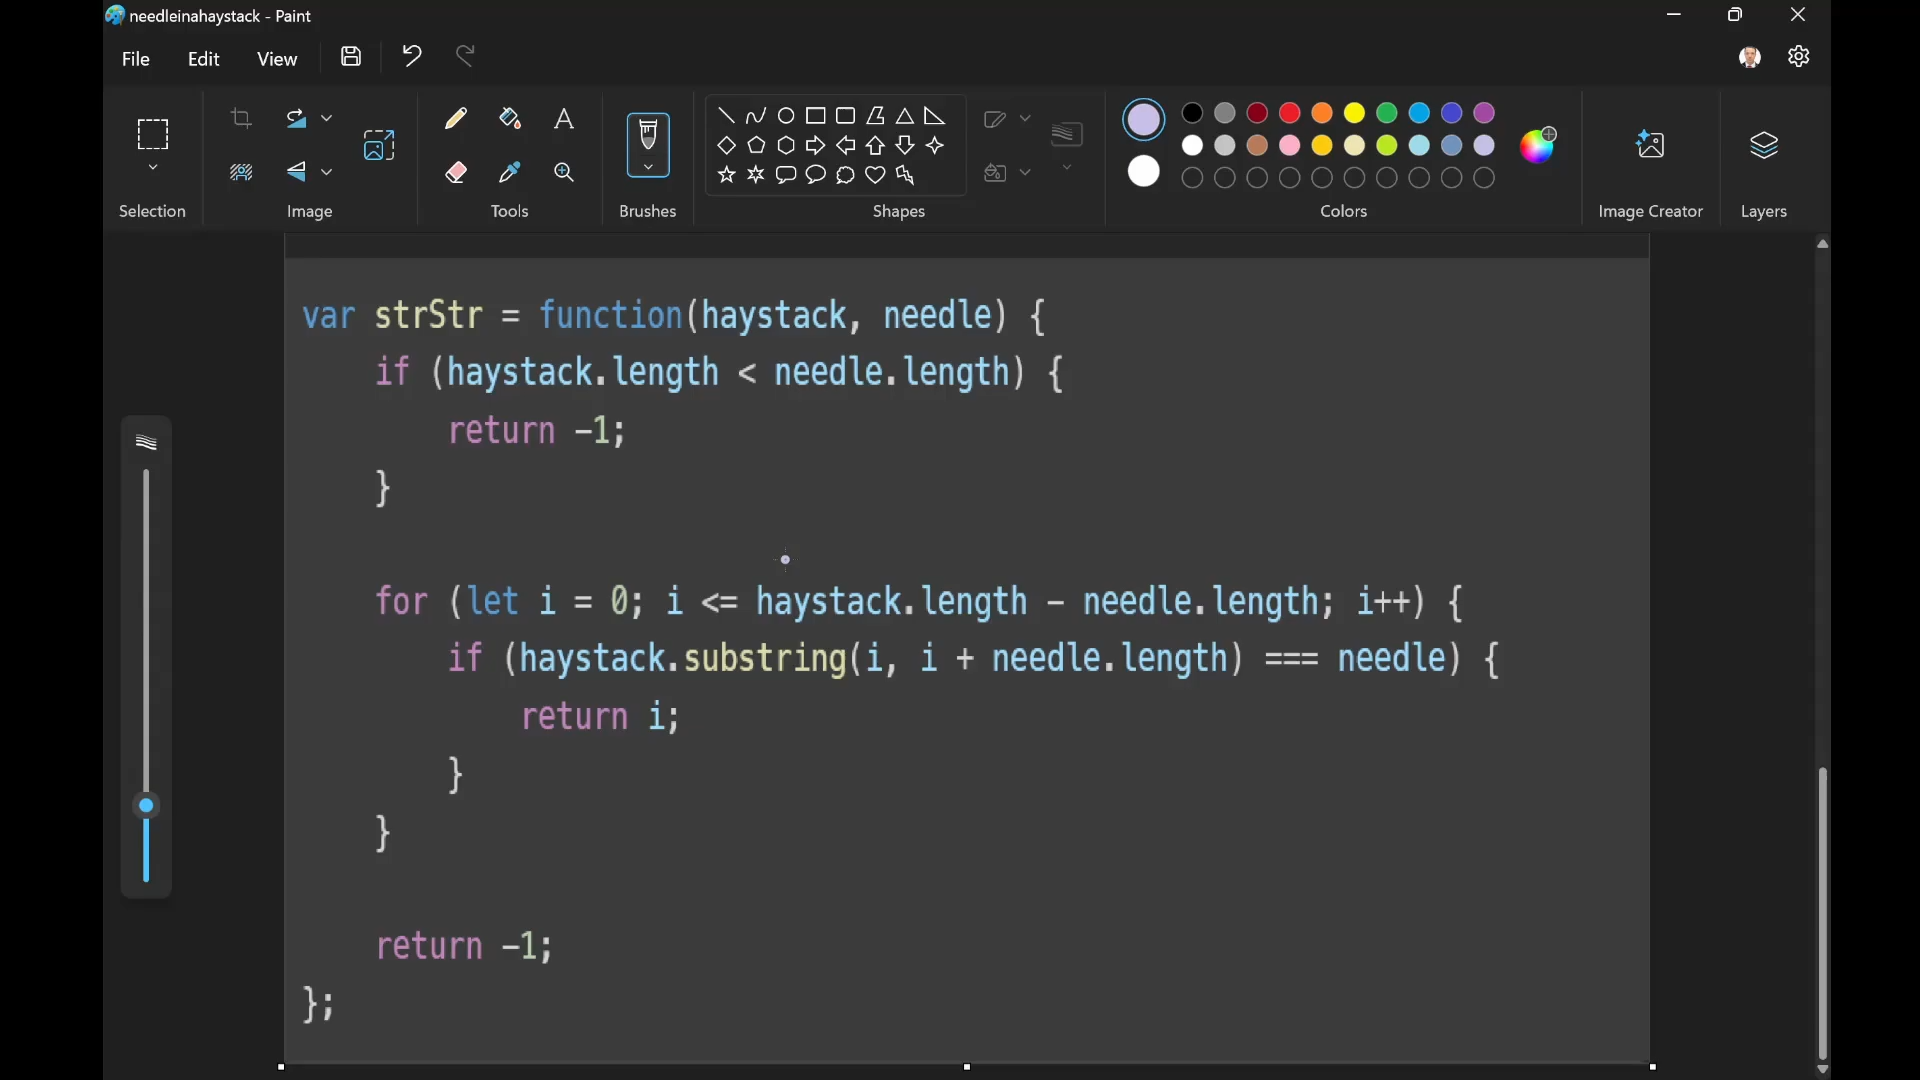 needleinahaystack - Paint
File Edit View
Selection Image Tools Brushes Shapes Colors Image Creator Layers
var strStr = function(haystack, needle) {
if (haystack.length < needle.length) {
return -1;
}
for (let i = 0; i <= haystack.length - needle.length; i++) {
if (haystack.substring(i, i + needle.length) === needle) {
return i;
}
}
return -1;
};